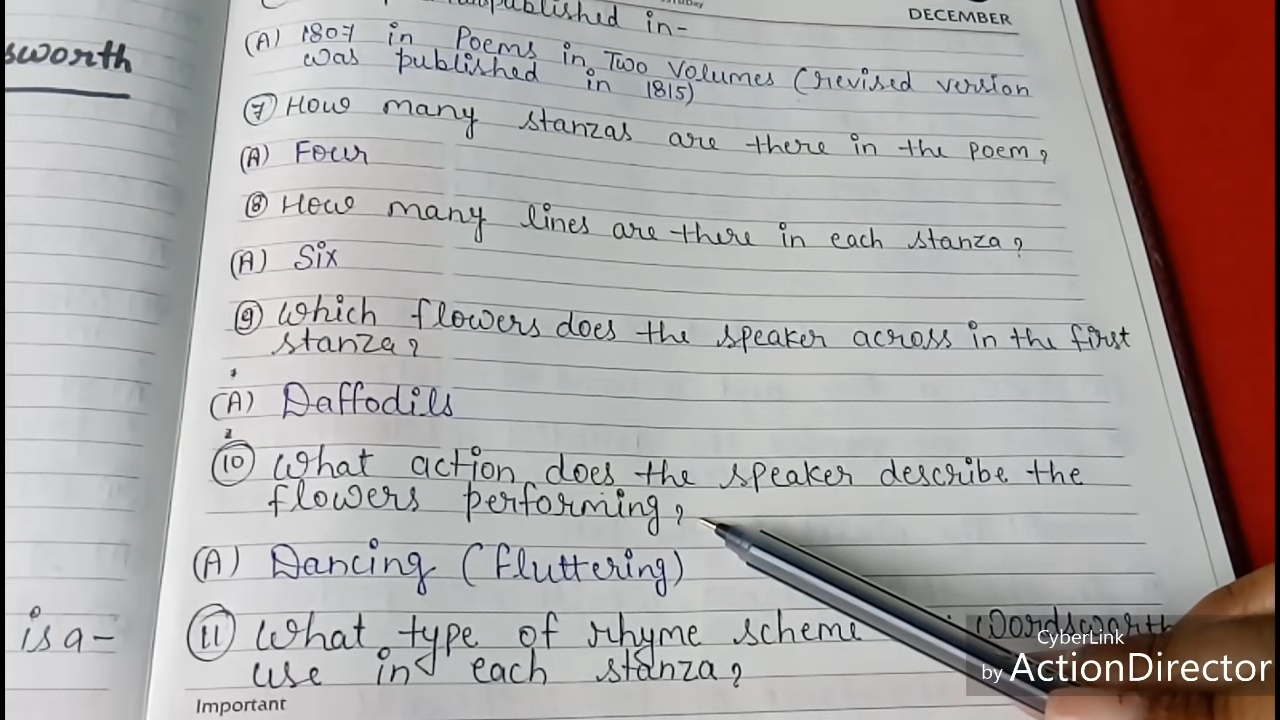 DECEMBER
published in-
(A) 1807 in Poems in Two Volumes (revised version
was published in 1815)
⑦ How many stanzas are there in the poem?
(A) Four
⑧ How many lines are there in each stanza?
(A) Six
⑨ Which flowers does the speaker across in the first
stanza?
(A) Daffodils
⑩ What action does the speaker describe the
flowers performing?
(A) Dancing (fluttering)
⑪ What type of rhyme scheme Wordsworth
use in each stanza?
Important
sworth
is a-
CyberLink
by ActionDirector